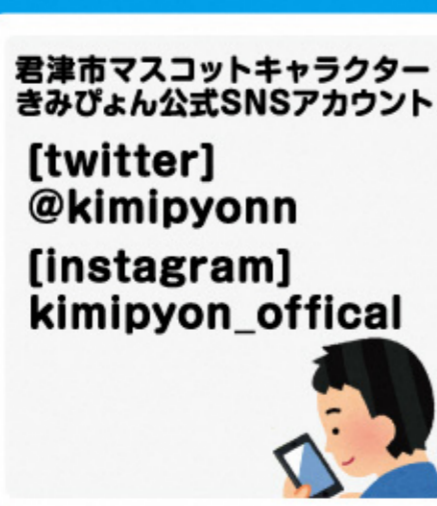 君津市マスコットキャラクター
きみぴょん公式SNSアカウント
[twitter]
@kimipyonn
[instagram]
kimipyon_offical